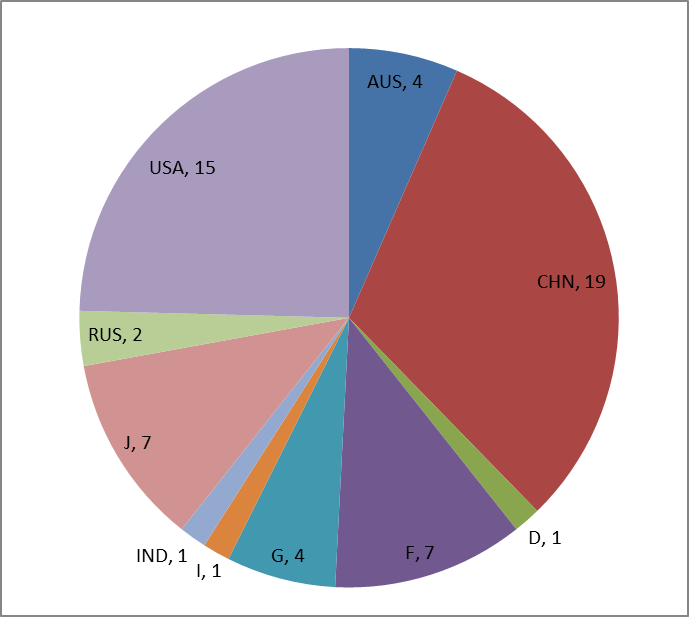 AUS, 4
USA, 15
CHN, 19
RUS, 2
J, 7
D, 1
F, 7
G, 4
IND, 1
I, 1